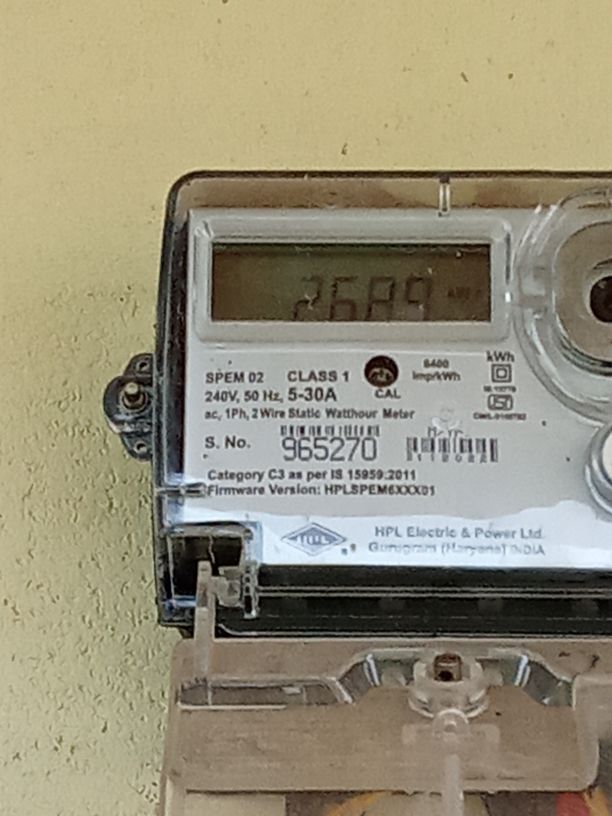 2689
SPEM 02 CLASS 1
6400
imp/kWh
kWh
240V, 50 Hz, 5-30A
CAL
ac, 1Ph, 2 Wire Static Watthour Meter
S. No. 965270
Category C3 as per IS 15959:2011
Firmware Version: HPLSPEM6XXX01
HPL
HPL Electric & Power Ltd.
Gurugram (Haryana) INDIA